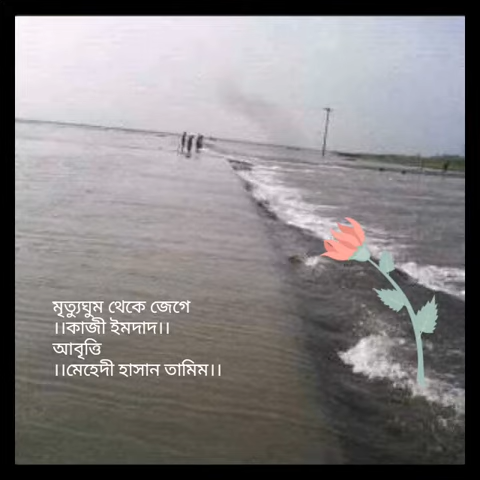 মৃত্যুঘুম থেকে জেগে
।।কাজী ইমদাদ।।
আবৃত্তি
।।মেহেদী হাসান তামিম।।